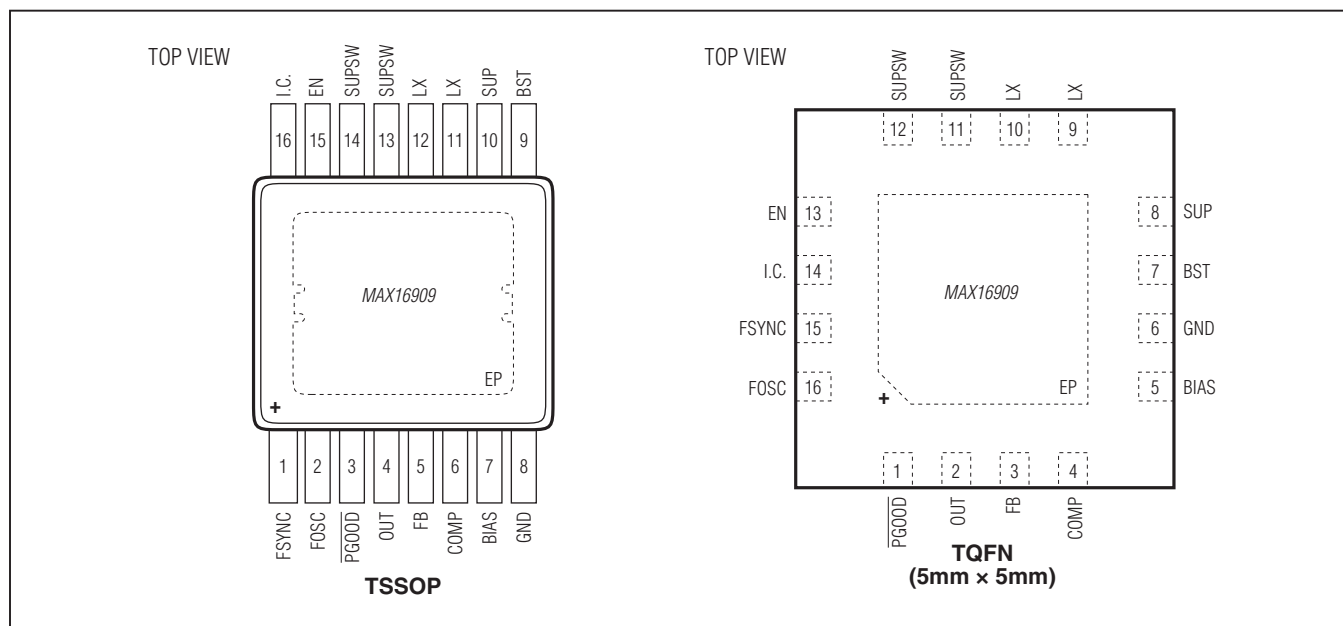 TOP VIEW
I.C.
EN
SUPSW
SUPSW
LX
LX
SUP
BST
16
15
14
13
12
11
10
9
MAX16909
EP
+
1
2
3
4
5
6
7
8
FSYNC
FOSC
PGOOD
OUT
FB
COMP
BIAS
GND
TSSOP
TOP VIEW
SUPSW
SUPSW
LX
LX
12
11
10
9
EN 13
I.C. 14
FSYNC 15
FOSC 16
MAX16909
EP
+
8 SUP
7 BST
6 GND
5 BIAS
1
2
3
4
PGOOD
OUT
FB
COMP
TQFN
(5mm × 5mm)